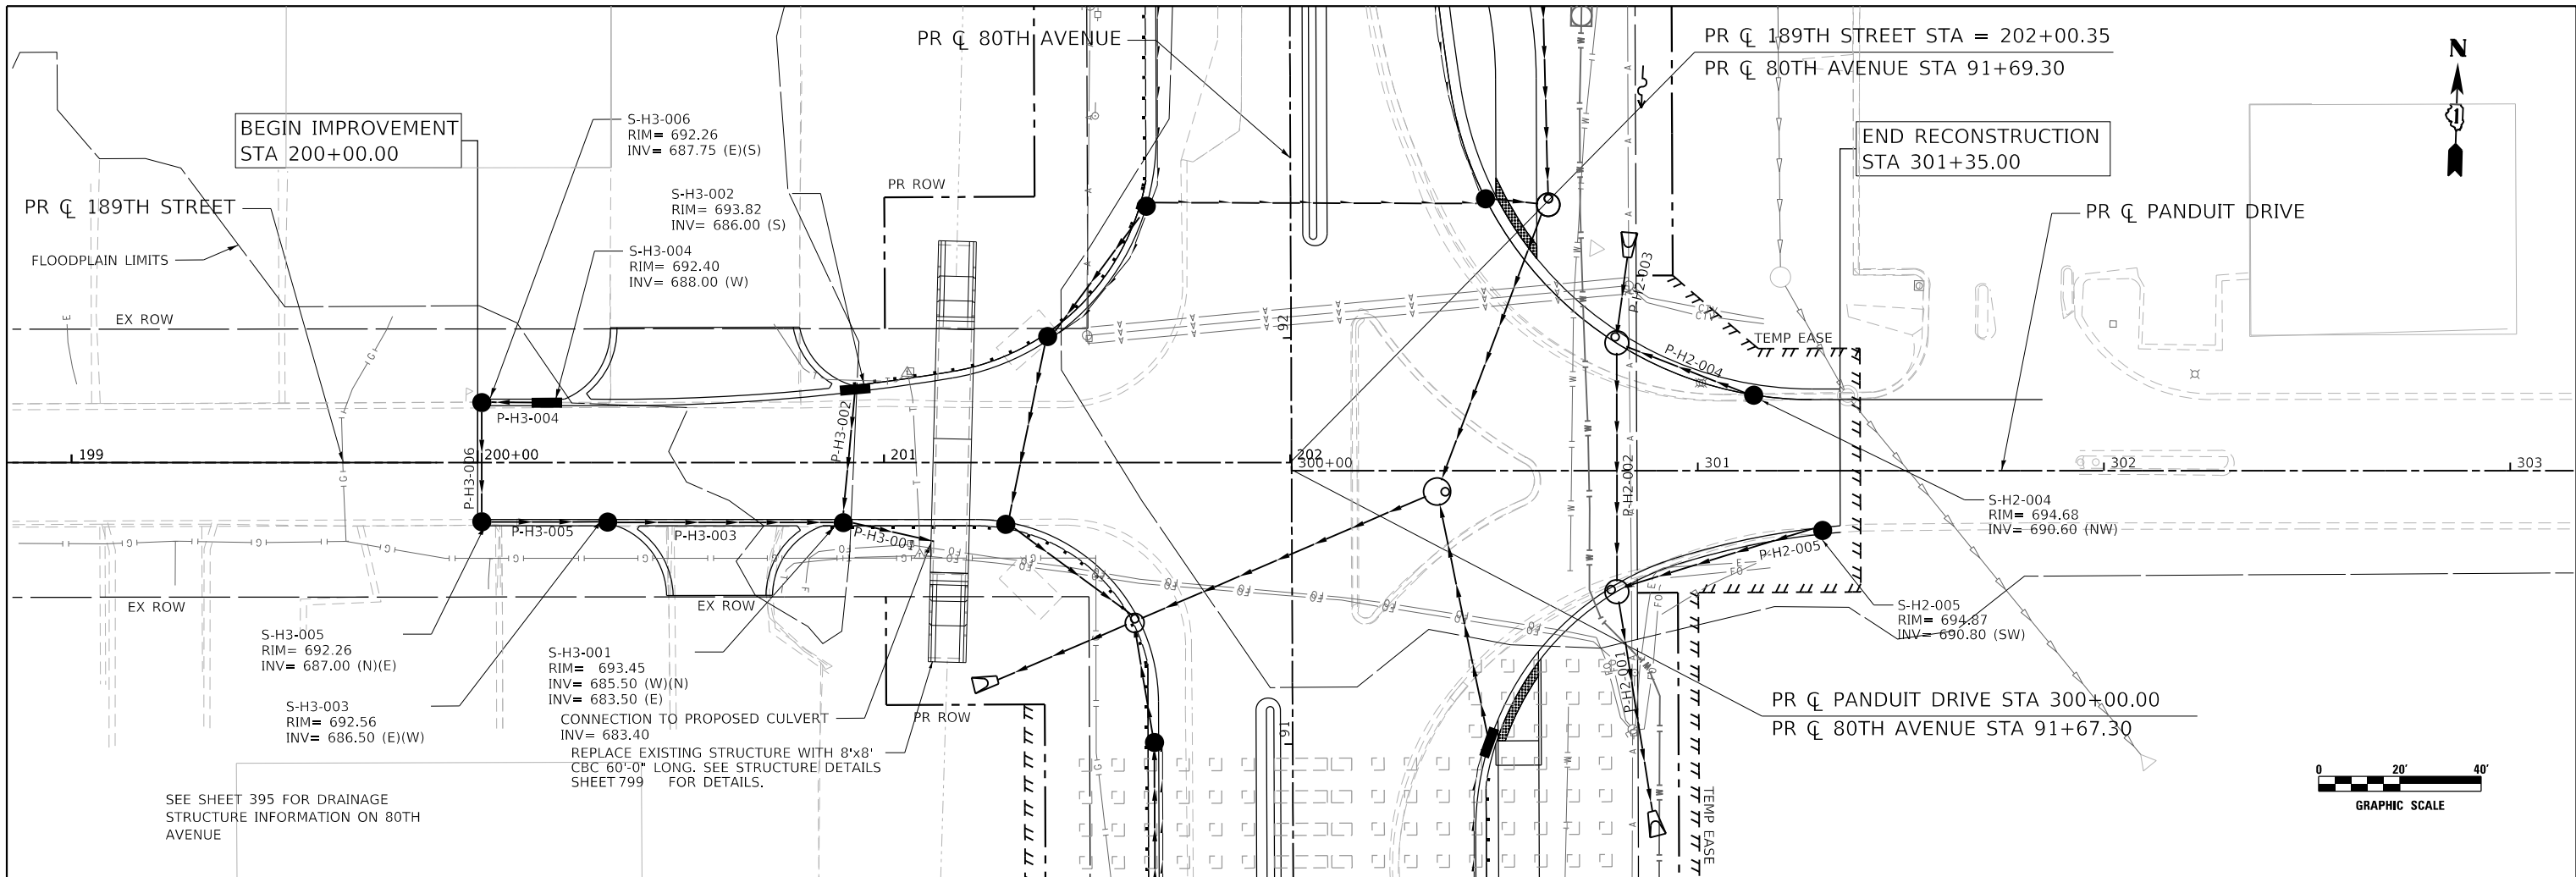 PR ℄ 80TH AVENUE
PR ℄ 189TH STREET STA = 202+00.35
PR ℄ 80TH AVENUE STA 91+69.30
N
BEGIN IMPROVEMENT
STA 200+00.00
S-H3-006
RIM= 692.26
INV= 687.75 (E)(S)
END RECONSTRUCTION
STA 301+35.00
PR ROW
S-H3-002
RIM= 693.82
INV= 686.00 (S)
PR ℄ 189TH STREET
PR ℄ PANDUIT DRIVE
FLOODPLAIN LIMITS
S-H3-004
RIM= 692.40
INV= 688.00 (W)
P-H2-003
EX ROW
92
TEMP EASE
P-H2-004
P-H3-004
P-H3-002
199
200+00
201
202
300+00
301
302
303
P-H3-006
P-H2-002
S-H2-004
RIM= 694.68
INV= 690.60 (NW)
P-H3-005
P-H3-003
P-H3-001
P-H2-005
EX ROW
EX ROW
S-H2-005
RIM= 694.87
INV= 690.80 (SW)
S-H3-005
RIM= 692.26
INV= 687.00 (N)(E)
S-H3-001
RIM= 693.45
INV= 685.50 (W)(N)
INV= 683.50 (E)
P-H2-001
S-H3-003
RIM= 692.56
INV= 686.50 (E)(W)
CONNECTION TO PROPOSED CULVERT
INV= 683.40
PR ROW
91
PR ℄ PANDUIT DRIVE STA 300+00.00
PR ℄ 80TH AVENUE STA 91+67.30
REPLACE EXISTING STRUCTURE WITH 8'x8'
CBC 60'-0" LONG. SEE STRUCTURE DETAILS
SHEET 799 FOR DETAILS.
SEE SHEET 395 FOR DRAINAGE
STRUCTURE INFORMATION ON 80TH
AVENUE
TEMP EASE
0 20' 40'
GRAPHIC SCALE